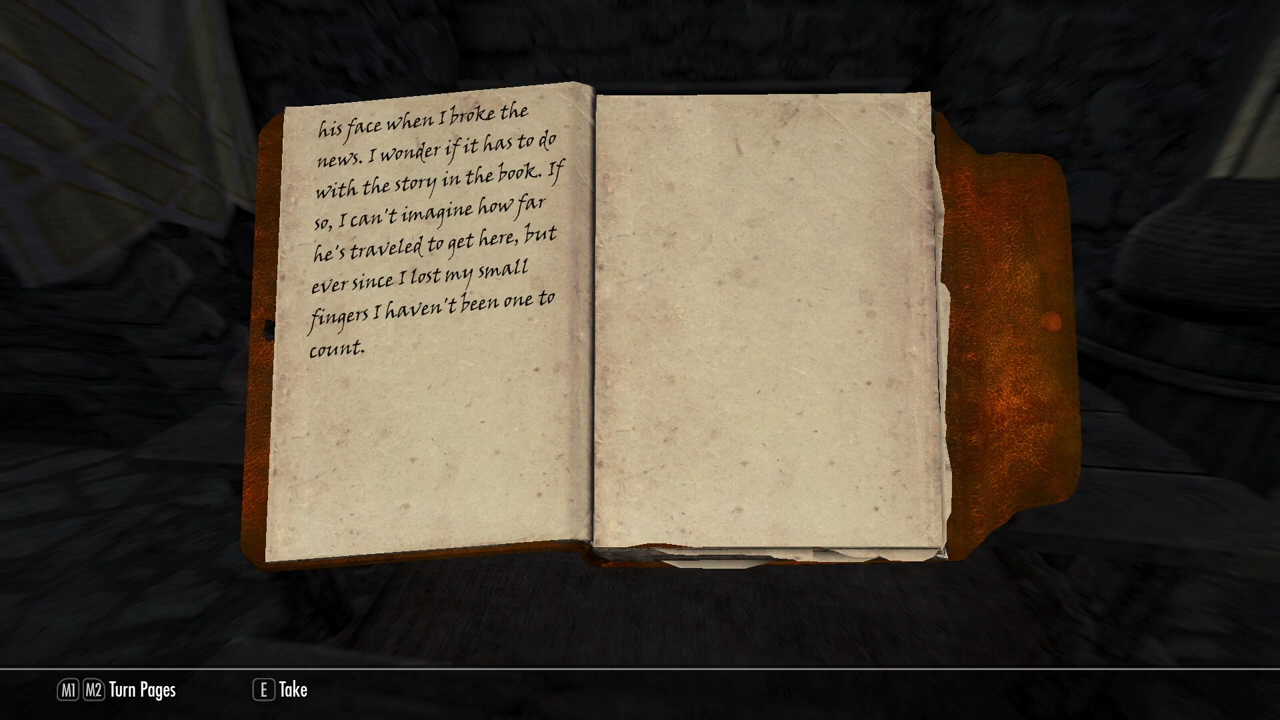 his face when I broke the
news. I wonder if it has to do
with the story in the book. If
so, I can't imagine how far
he's traveled to get here, but
ever since I lost my small
fingers I haven't been one to
count.
M1 M2 Turn Pages
E Take